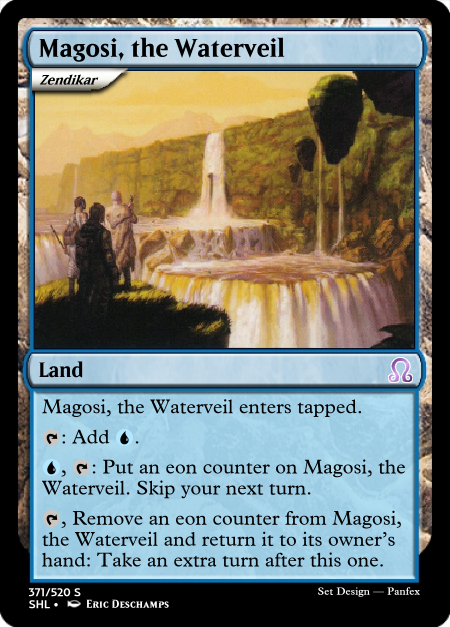 Magosi, the Waterveil
Zendikar
Land
Magosi, the Waterveil enters tapped.
: Add .
, : Put an eon counter on Magosi, the
Waterveil. Skip your next turn.
, Remove an eon counter from Magosi,
the Waterveil and return it to its owner's
hand: Take an extra turn after this one.
371/520 S
Set Design — Panfex
SHL • Eric Deschamps